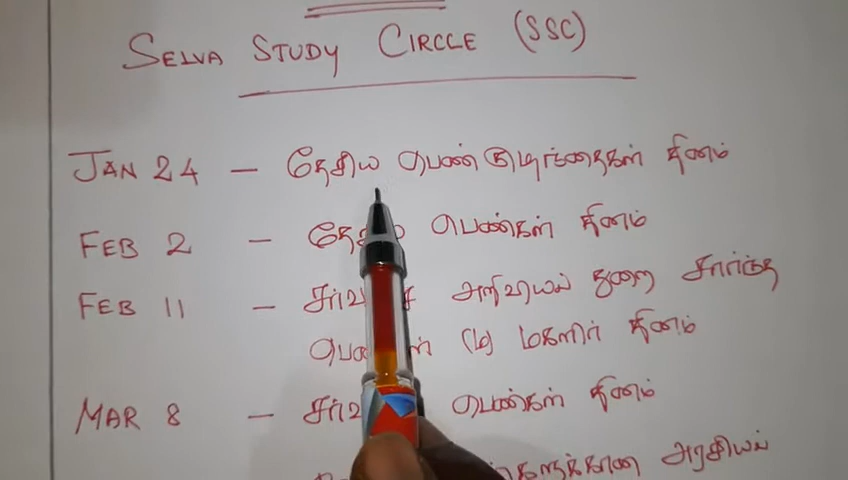 SELVA STUDY CIRCLE (SSC)
JAN 24 – தேசிய பெண் குழந்தைகள் தினம்
FEB 2 – பெண்கள் தினம்
FEB 11 – அறிவியல் துறை சார்ந்த
(ம) மகளிர் தினம்
MAR 8 – பெண்கள் தினம்
அரசியல்